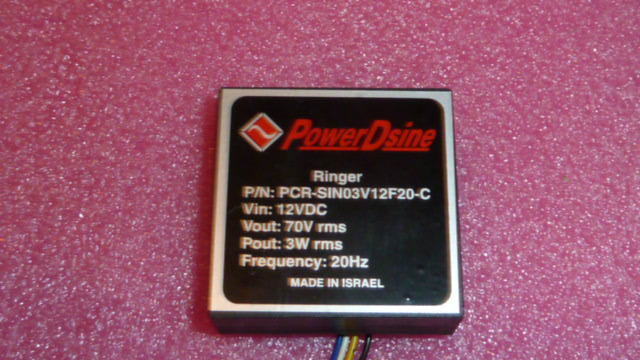 PowerDsine
Ringer
P/N: PCR-SIN03V12F20-C
Vin: 12VDC
Vout: 70V rms
Pout: 3W rms
Frequency: 20Hz
MADE IN ISRAEL